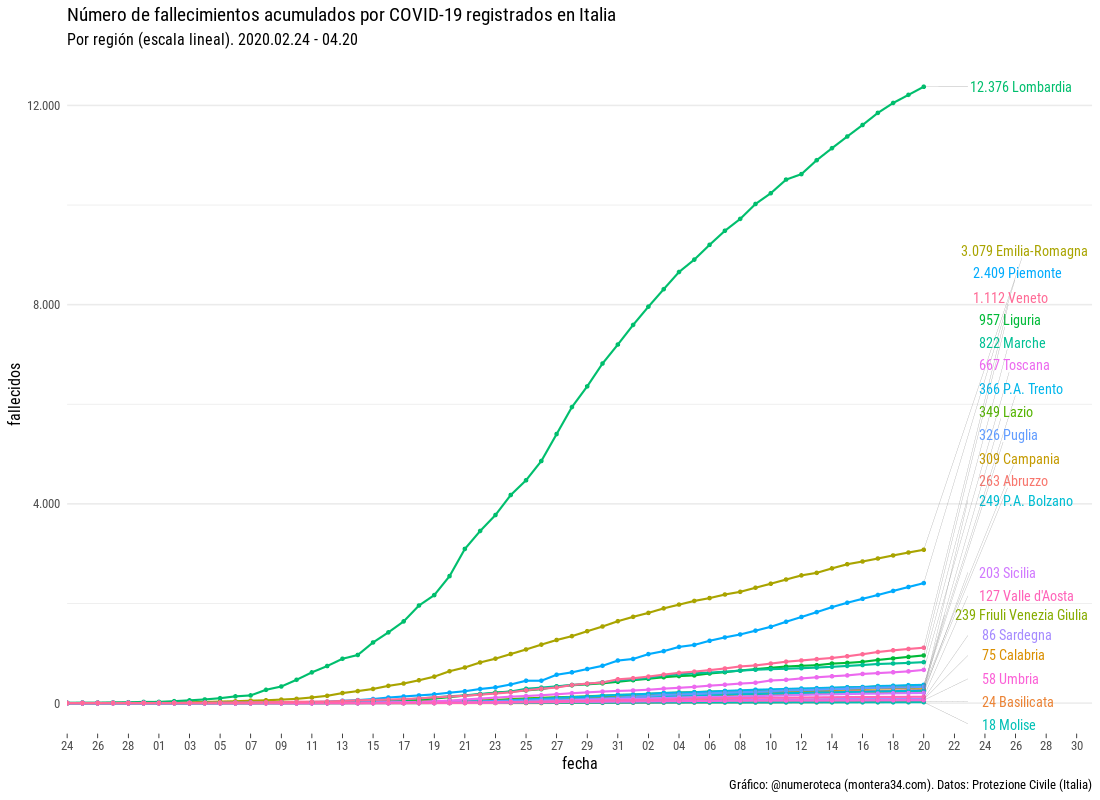 Número de fallecimientos acumulados por COVID-19 registrados en Italia
Por región (escala lineal). 2020.02.24 - 04.20
12.000
8.000
4.000
0
fallecidos
12.376 Lombardia
3.079 Emilia-Romagna
2.409 Piemonte
1.112 Veneto
957 Liguria
822 Marche
667 Toscana
366 P.A. Trento
349 Lazio
326 Puglia
309 Campania
263 Abruzzo
249 P.A. Bolzano
203 Sicilia
127 Valle d'Aosta
239 Friuli Venezia Giulia
86 Sardegna
75 Calabria
58 Umbria
24 Basilicata
18 Molise
24 26 28 01 03 05 07 09 11 13 15 17 19 21 23 25 27 29 31 02 04 06 08 10 12 14 16 18 20 22 24 26 28 30
fecha
Gráfico: @numeroteca (montera34.com). Datos: Protezione Civile (Italia)